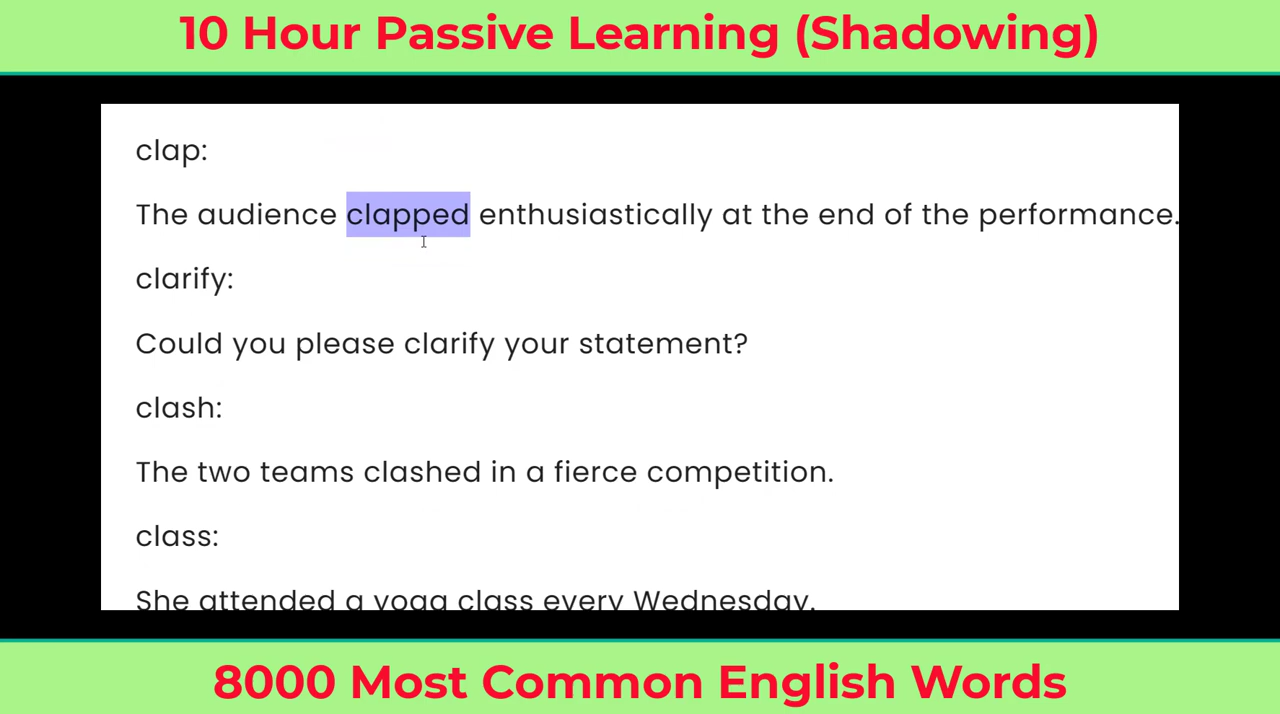 10 Hour Passive Learning (Shadowing)
clap:
The audience clapped enthusiastically at the end of the performance.
clarify:
Could you please clarify your statement?
clash:
The two teams clashed in a fierce competition.
class:
She attended a yoga class every Wednesday.
8000 Most Common English Words